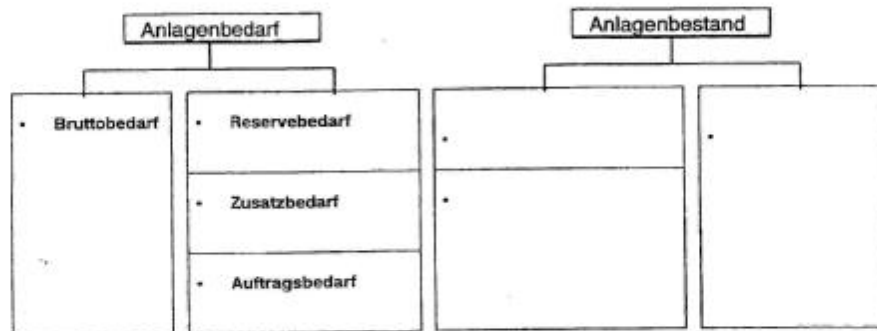 Anlagenbedarf
Anlagenbestand
• Bruttobedarf
• Reservebedarf
• Zusatzbedarf
• Auftragsbedarf
•
•
•